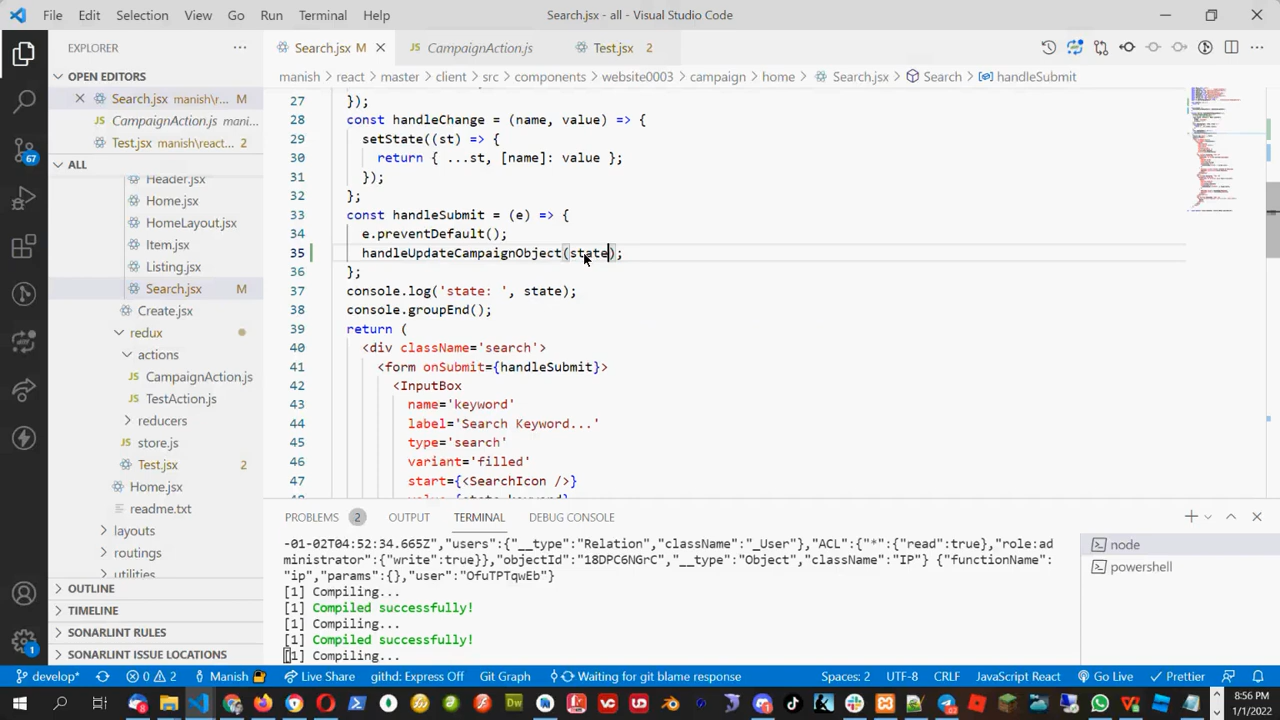 File Edit Selection View Go Run Terminal Help Search.jsx - all - Visual Studio Code
EXPLORER
OPEN EDITORS
Search.jsx manish\r... M
CampaignAction.js mani...
Test.jsx manish\react... 2
ALL
Header.jsx
Home.jsx
HomeLayout.jsx
Item.jsx
Listing.jsx
Search.jsx M
Create.jsx
redux
actions
CampaignAction.js
TestAction.js
reducers
store.js
Test.jsx 2
Home.jsx
readme.txt
layouts
routings
utilities
OUTLINE
TIMELINE
SONARLINT RULES
SONARLINT ISSUE LOCATIONS
67
1
Search.jsx M CampaignAction.js Test.jsx 2
manish > react > master > client > src > components > website0003 > campaign > home > Search.jsx > Search > handleSubmit
27 });
28 const handleChange = (name, value) => {
29 setState((st) => {
30 return { ...st, [name]: value };
31 });
32 };
33 const handleSubmit = (e) => {
34 e.preventDefault();
35 handleUpdateCampaignObject(state);
36 };
37 console.log('state: ', state);
38 console.groupEnd();
39 return (
40 <div className='search'>
41 <form onSubmit={handleSubmit}>
42 <InputBox
43 name='keyword'
44 label='Search Keyword...'
45 type='search'
46 variant='filled'
47 start={<SearchIcon />}
PROBLEMS 2 OUTPUT TERMINAL DEBUG CONSOLE
-01-02T04:52:34.665Z","users":{"__type":"Relation","className":"_User"},"ACL":{"*":{"read":true},"role:ad
ministrator":{"write":true}},"objectId":"18DPC6NGrC","__type":"Object","className":"IP"} {"functionName":
"ip","params":{},"user":"OfuTPTqwEb"}
[1] Compiling...
[1] Compiled successfully!
[1] Compiling...
[1] Compiled successfully!
[1] Compiling...
node
powershell
develop* 0 2 Manish Live Share githd: Express Off Git Graph Waiting for git blame response Spaces: 2 UTF-8 CRLF JavaScript React Go Live Prettier
8:56 PM
1/1/2022